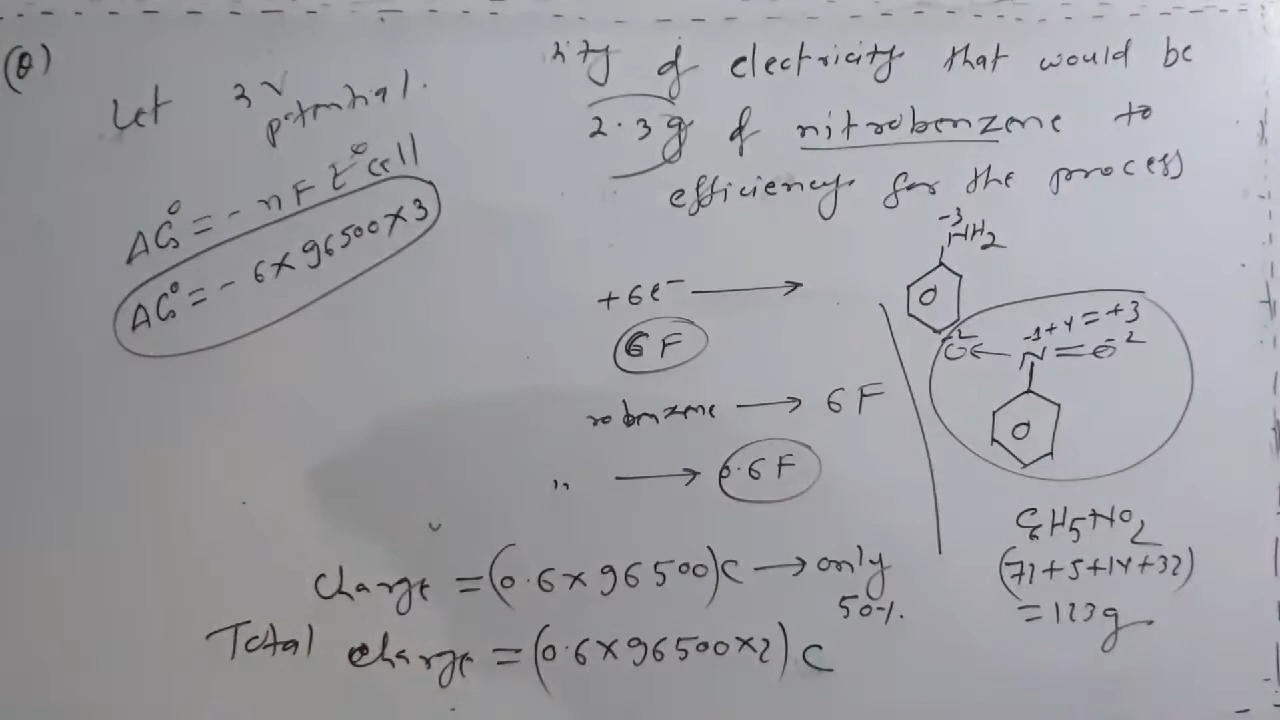 (Q)
Let 3V potential.
ΔG° = - nFE°cell
ΔG° = - 6 × 96500 × 3
of electricity that would be
2.3g of nitrobenzene to
efficiency for the process
+6e⁻ ⟶
6F
robenzene ⟶ 6F
" ⟶ 0.6F
charge = (0.6 × 96500)C → only 50%.
Total charge = (0.6 × 96500 × 2) C
-3
NH2
-1+4=+3
-2 O ← N = O -2
C6H5NO2
(72+5+14+32)
= 123g